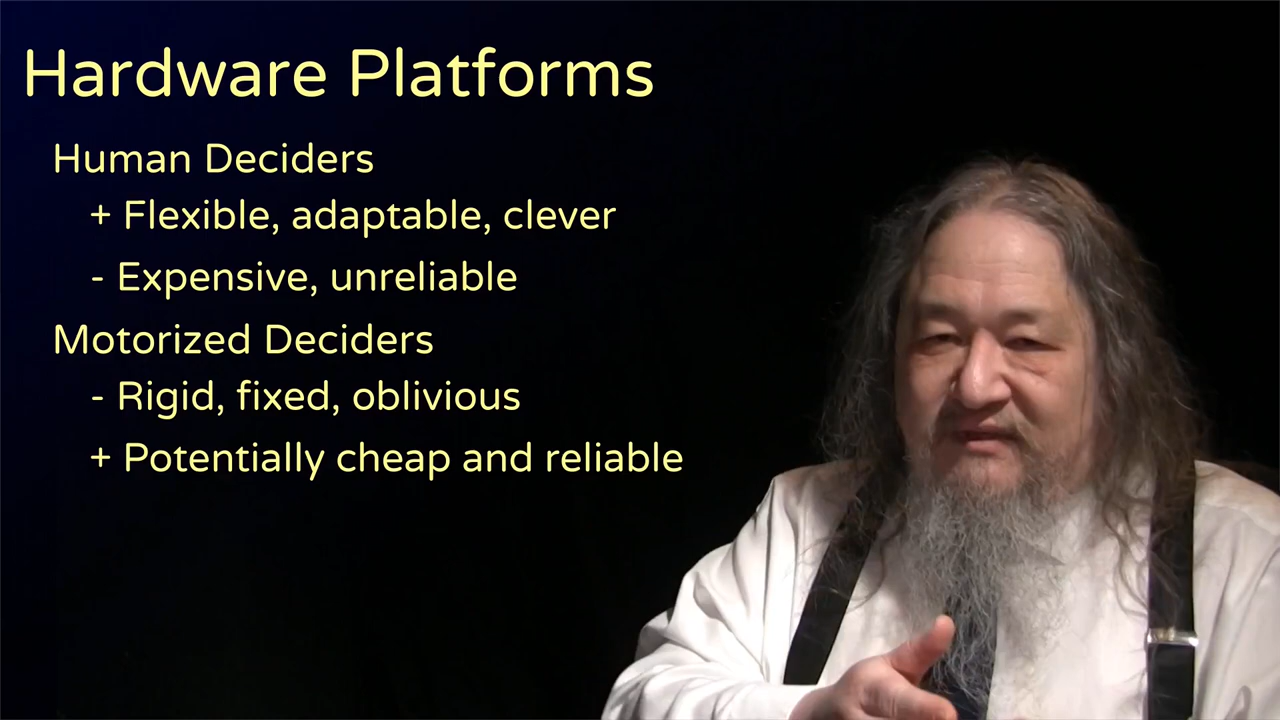 Hardware Platforms
Human Deciders
+ Flexible, adaptable, clever
- Expensive, unreliable
Motorized Deciders
- Rigid, fixed, oblivious
+ Potentially cheap and reliable